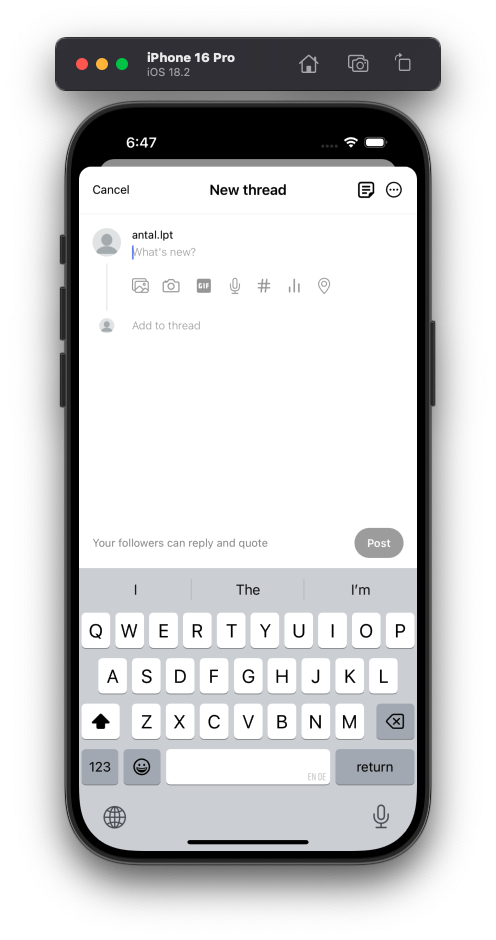 iPhone 16 Pro
iOS 18.2
6:47
Cancel New thread
antal.lpt
What's new?
GIF
Add to thread
Your followers can reply and quote Post
I The I'm
Q W E R T Y U I O P
A S D F G H J K L
Z X C V B N M
123 EN DE return